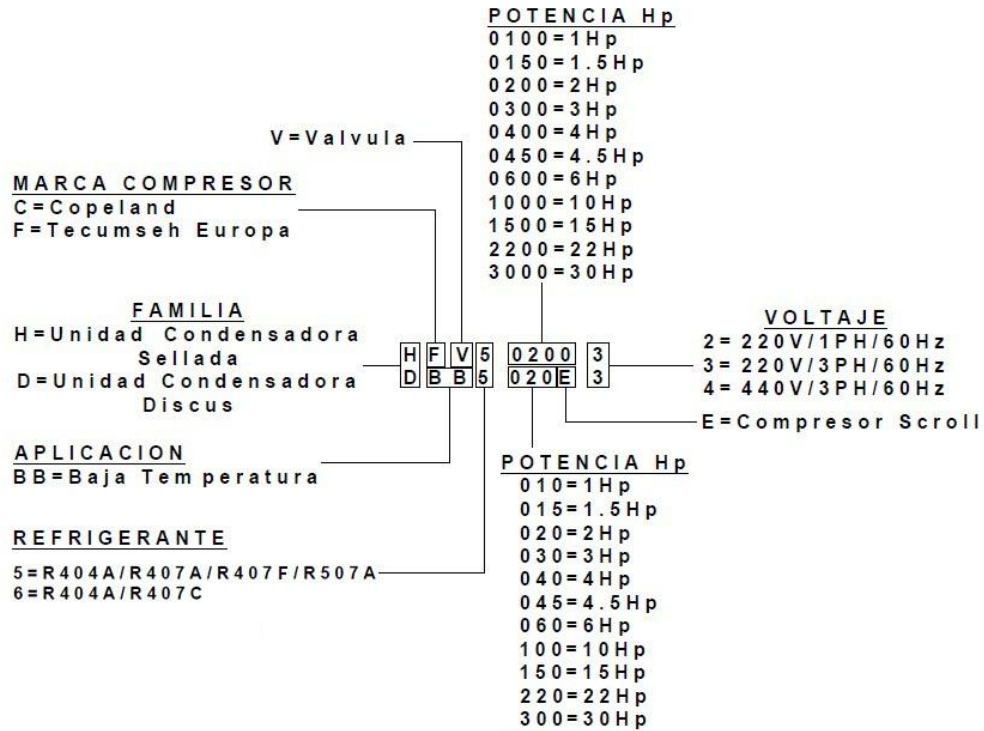 POTENCIA Hp
0100=1Hp
0150=1.5Hp
0200=2Hp
0300=3Hp
0400=4Hp
0450=4.5Hp
0600=6Hp
1000=10Hp
1500=15Hp
2200=22Hp
3000=30Hp
V=Valvula
MARCA COMPRESOR
C=Copeland
F=Tecumseh Europa
FAMILIA
H=Unidad Condensadora
Sellada
D=Unidad Condensadora
Discus
H F V 5 0200 3
D B B 5 020 E 3
VOLTAJE
2= 220V/1PH/60Hz
3= 220V/3PH/60Hz
4= 440V/3PH/60Hz
E=Compresor Scroll
APLICACION
BB=Baja Temperatura
REFRIGERANTE
5=R404A/R407A/R407F/R507A
6=R404A/R407C
POTENCIA Hp
010=1Hp
015=1.5Hp
020=2Hp
030=3Hp
040=4Hp
045=4.5Hp
060=6Hp
100=10Hp
150=15Hp
220=22Hp
300=30Hp